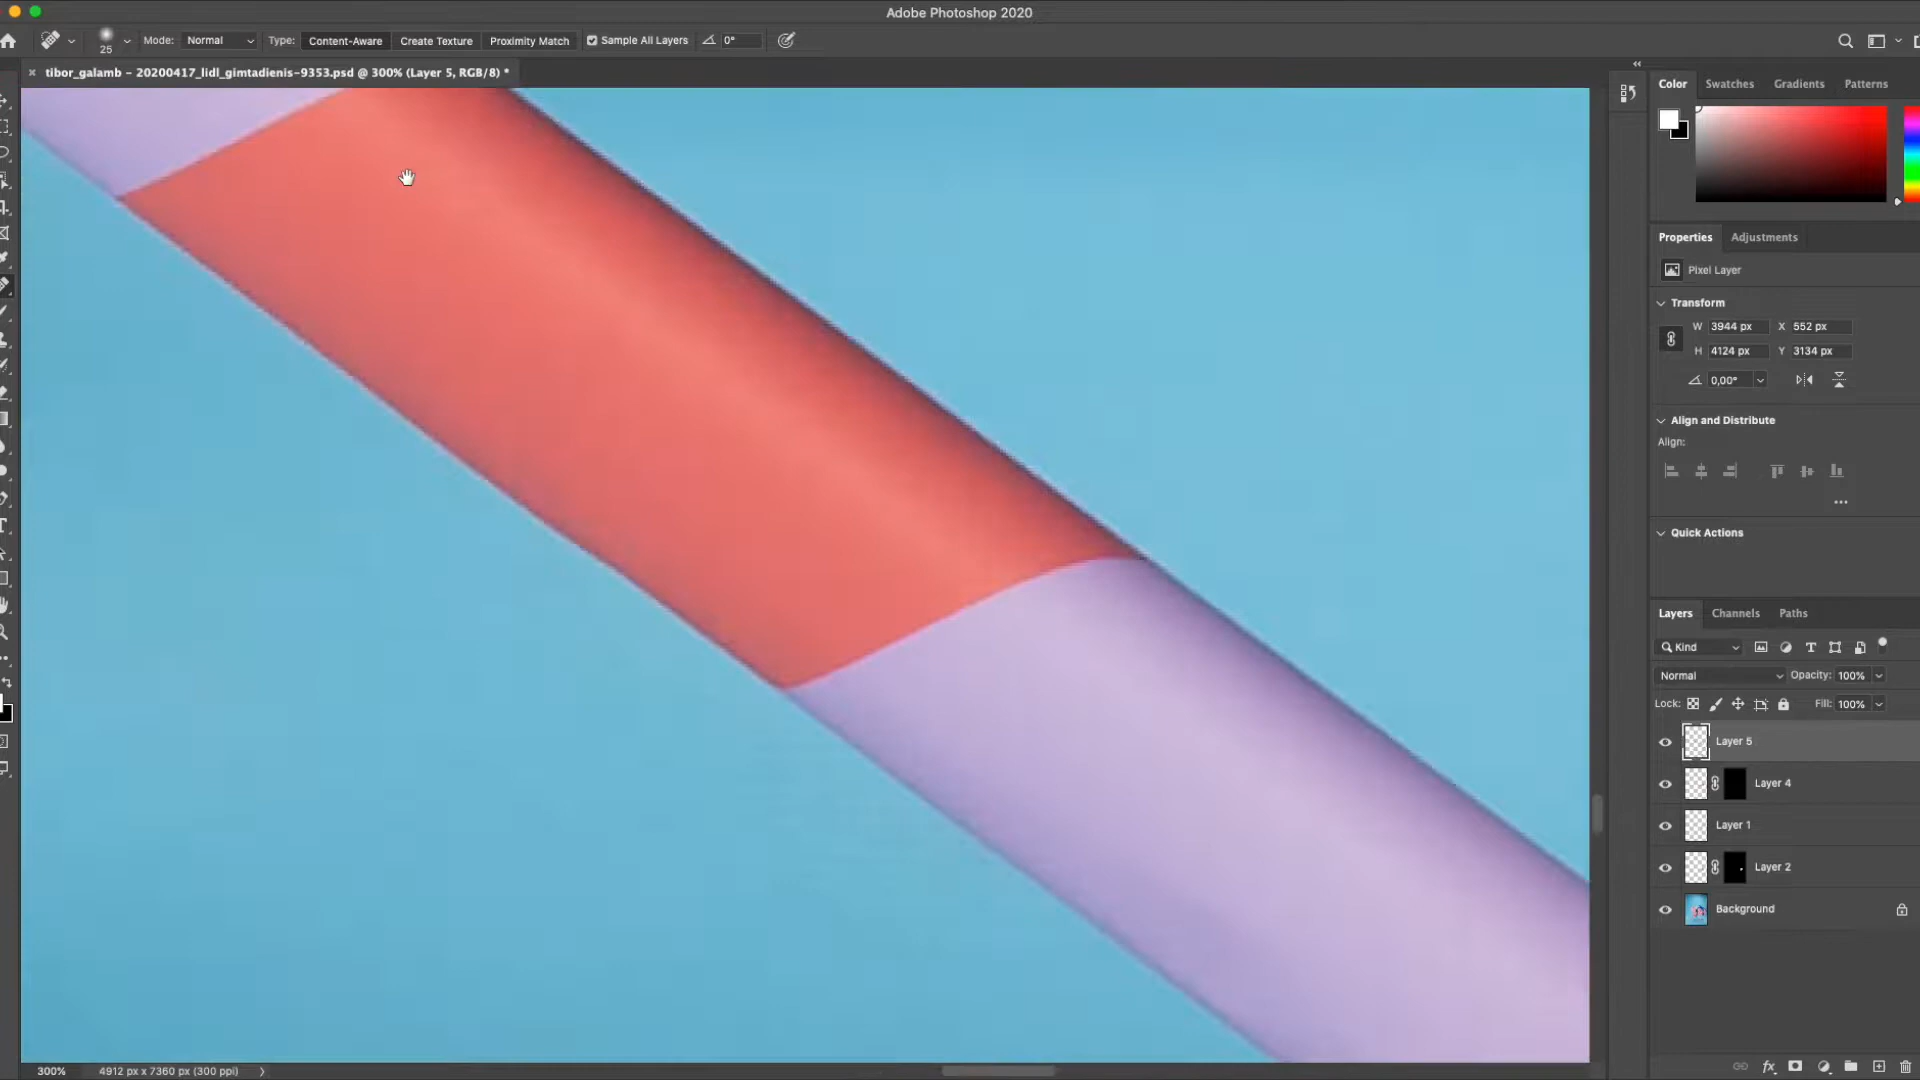 Adobe Photoshop 2020
25 Mode: Normal Type: Content-Aware Create Texture Proximity Match Sample All Layers 0°
× tibor_galamb - 20200417_lidl_gimtadienis-9353.psd @ 300% (Layer 5, RGB/8) *
Color Swatches Gradients Patterns
Properties Adjustments
Pixel Layer
Transform
W 3944 px X 552 px
H 4124 px Y 3134 px
0,00°
Align and Distribute
Align:
Quick Actions
Layers Channels Paths
Kind
Normal Opacity: 100%
Lock: Fill: 100%
Layer 5
Layer 4
Layer 1
Layer 2
Background
fx
300% 4912 px x 7360 px (300 ppi)